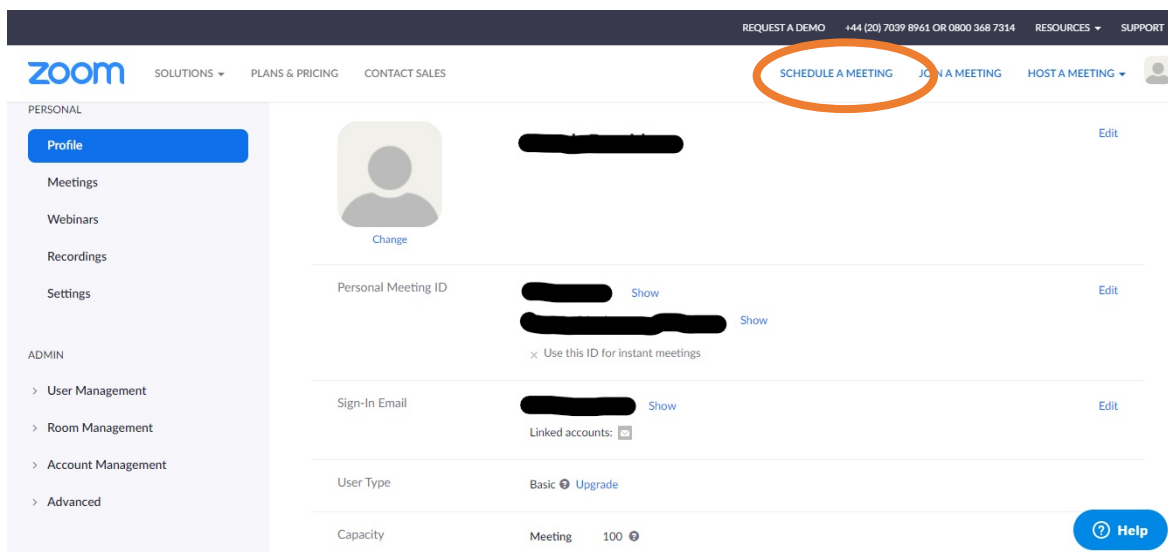 REQUEST A DEMO +44 (20) 7039 8961 OR 0800 368 7314 RESOURCES SUPPORT
zoom SOLUTIONS PLANS & PRICING CONTACT SALES SCHEDULE A MEETING JOIN A MEETING HOST A MEETING
PERSONAL
Profile
Meetings
Webinars
Recordings
Settings
ADMIN
User Management
Room Management
Account Management
Advanced
Change
Edit
Personal Meeting ID
Show
Edit
Show
Use this ID for instant meetings
Sign-In Email
Show
Edit
Linked accounts:
User Type
Basic Upgrade
Capacity
Meeting 100
Help